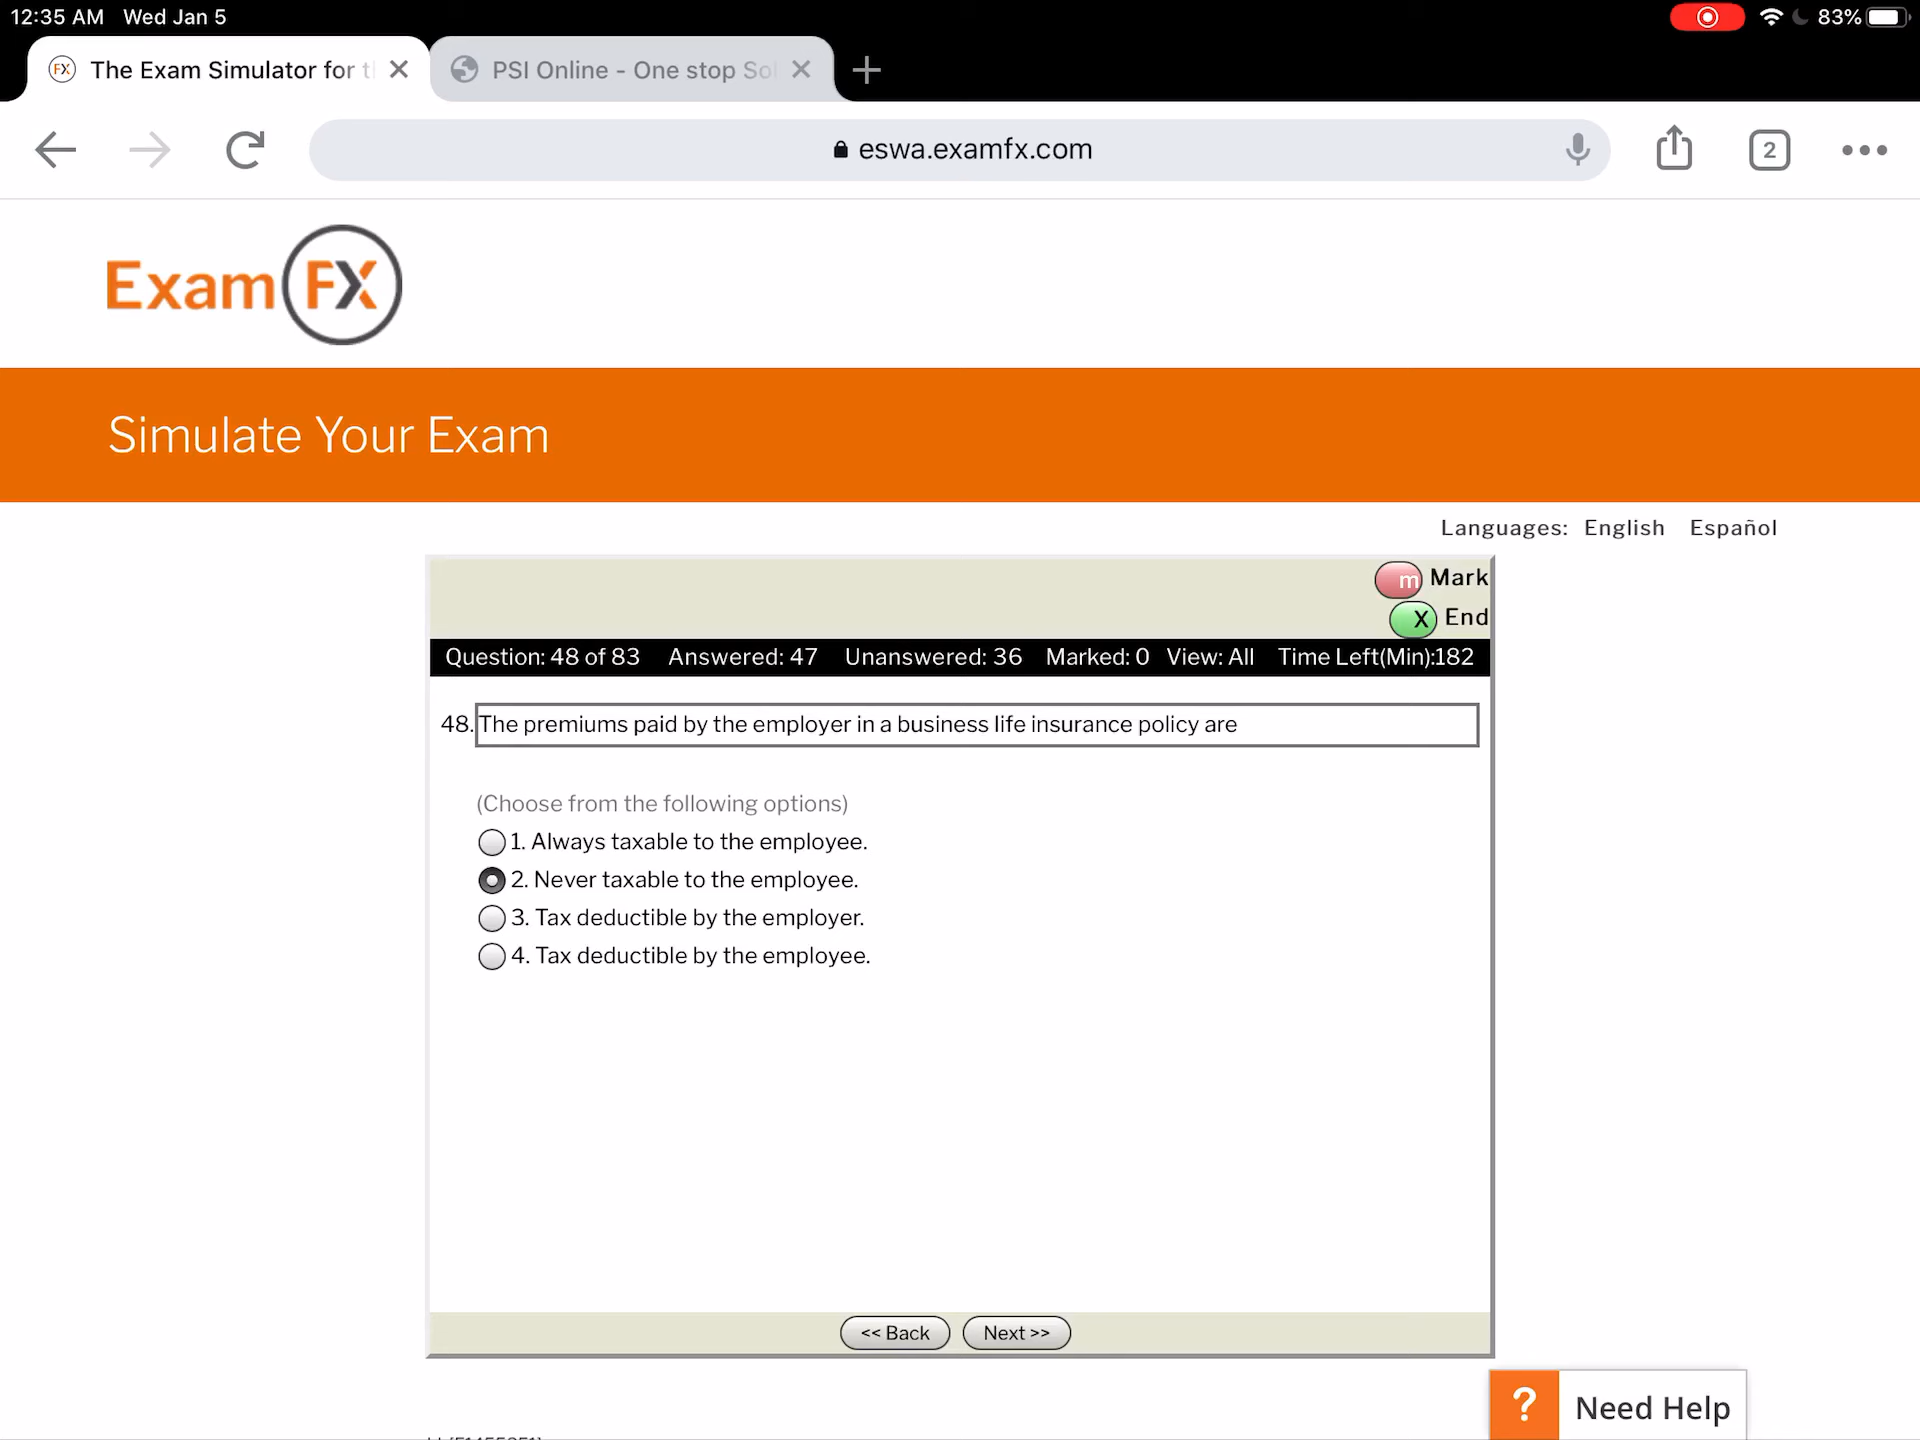 12:35 AM Wed Jan 5
83%
FX The Exam Simulator for t
PSI Online - One stop Sol
eswa.examfx.com
2
Exam FX
Simulate Your Exam
Languages: English Español
m Mark
X End
Question: 48 of 83 Answered: 47 Unanswered: 36 Marked: 0 View: All Time Left(Min):182
48. The premiums paid by the employer in a business life insurance policy are
(Choose from the following options)
1. Always taxable to the employee.
2. Never taxable to the employee.
3. Tax deductible by the employer.
4. Tax deductible by the employee.
<< Back Next >>
? Need Help